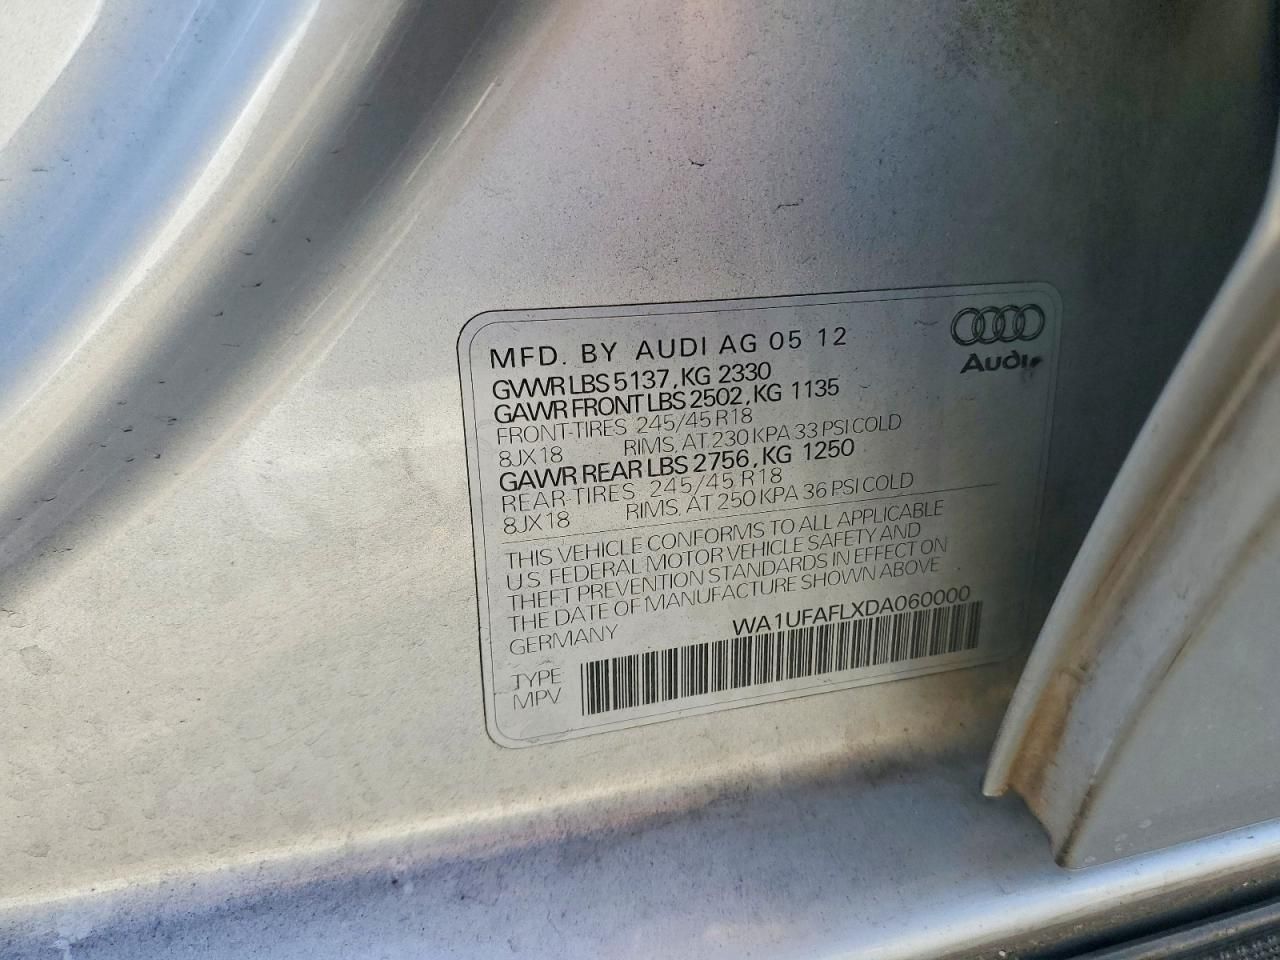 MFD. BY AUDI AG 05 12
Audi
GVWR LBS 5137, KG 2330
GAWR FRONT LBS 2502, KG 1135
FRONT-TIRES 245/45 R18
8JX18 RIMS, AT 230 KPA 33 PSI COLD
GAWR REAR LBS 2756, KG 1250
REAR-TIRES 245/45 R18
8JX18 RIMS, AT 250 KPA 36 PSI COLD
THIS VEHICLE CONFORMS TO ALL APPLICABLE
U.S. FEDERAL MOTOR VEHICLE SAFETY AND
THEFT PREVENTION STANDARDS IN EFFECT ON
THE DATE OF MANUFACTURE SHOWN ABOVE
GERMANY WA1UFAFLXDA060000
TYPE
MPV